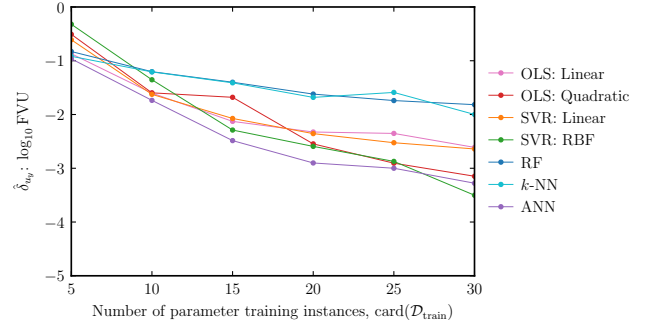 0
−1
−2
−3
−4
−5
5
10
15
20
25
30
δ̂_{u_y}: log₁₀ FVU
Number of parameter training instances, card(𝒟_train)
OLS: Linear
OLS: Quadratic
SVR: Linear
SVR: RBF
RF
k-NN
ANN